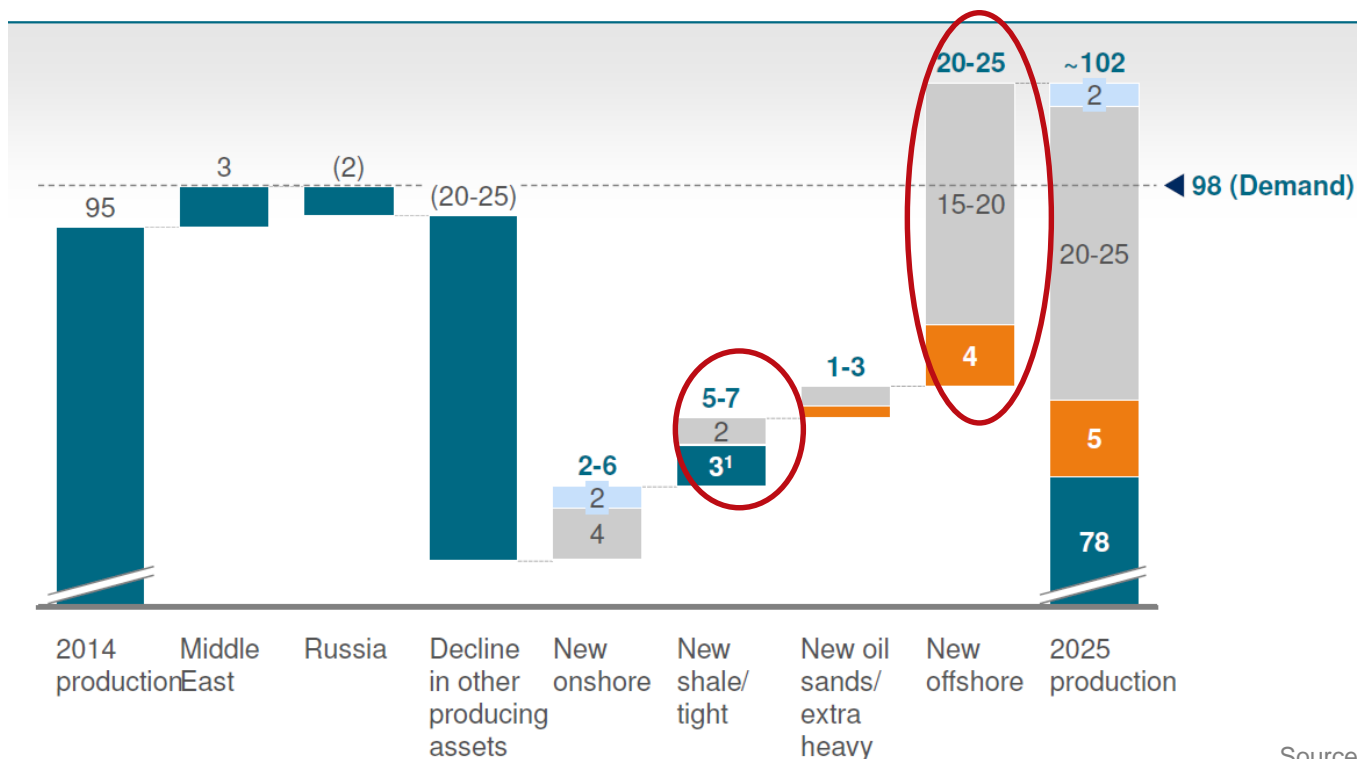 20-25
~102
2
3
(2)
(20-25)
98 (Demand)
95
15-20
20-25
4
1-3
5-7
2
5
3¹
2-6
2
4
78
2014
production
Middle
East
Russia
Decline
in other
producing
assets
New
onshore
New
shale/
tight
New oil
sands/
extra
heavy
New
offshore
2025
production
Source